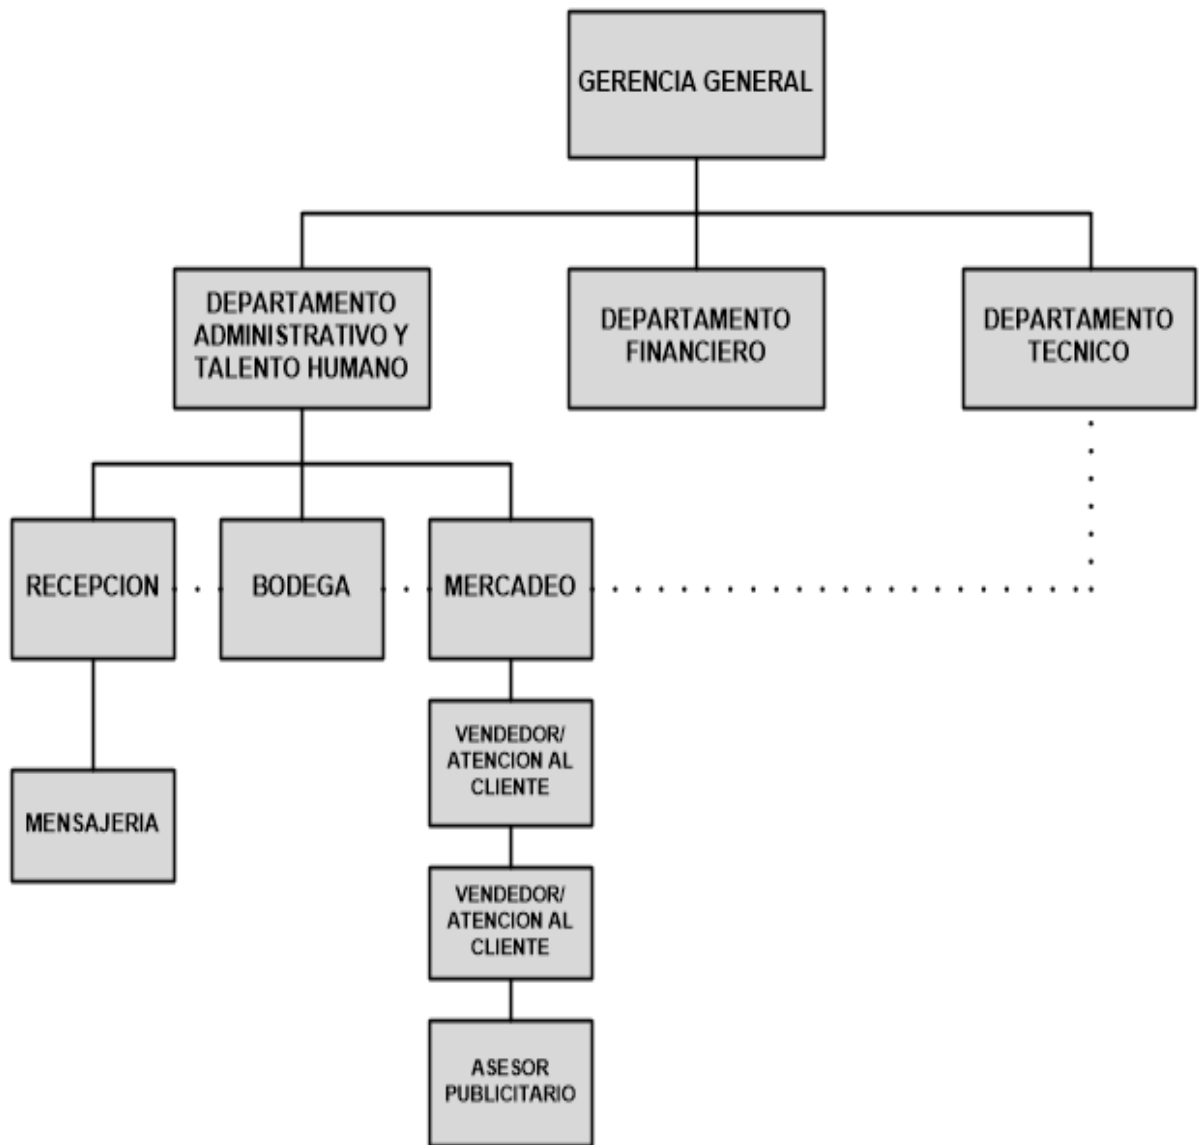 GERENCIA GENERAL
DEPARTAMENTO
ADMINISTRATIVO Y
TALENTO HUMANO
DEPARTAMENTO
FINANCIERO
DEPARTAMENTO
TECNICO
RECEPCION
BODEGA
MERCADEO
MENSAJERIA
VENDEDOR/
ATENCION AL
CLIENTE
VENDEDOR/
ATENCION AL
CLIENTE
ASESOR
PUBLICITARIO